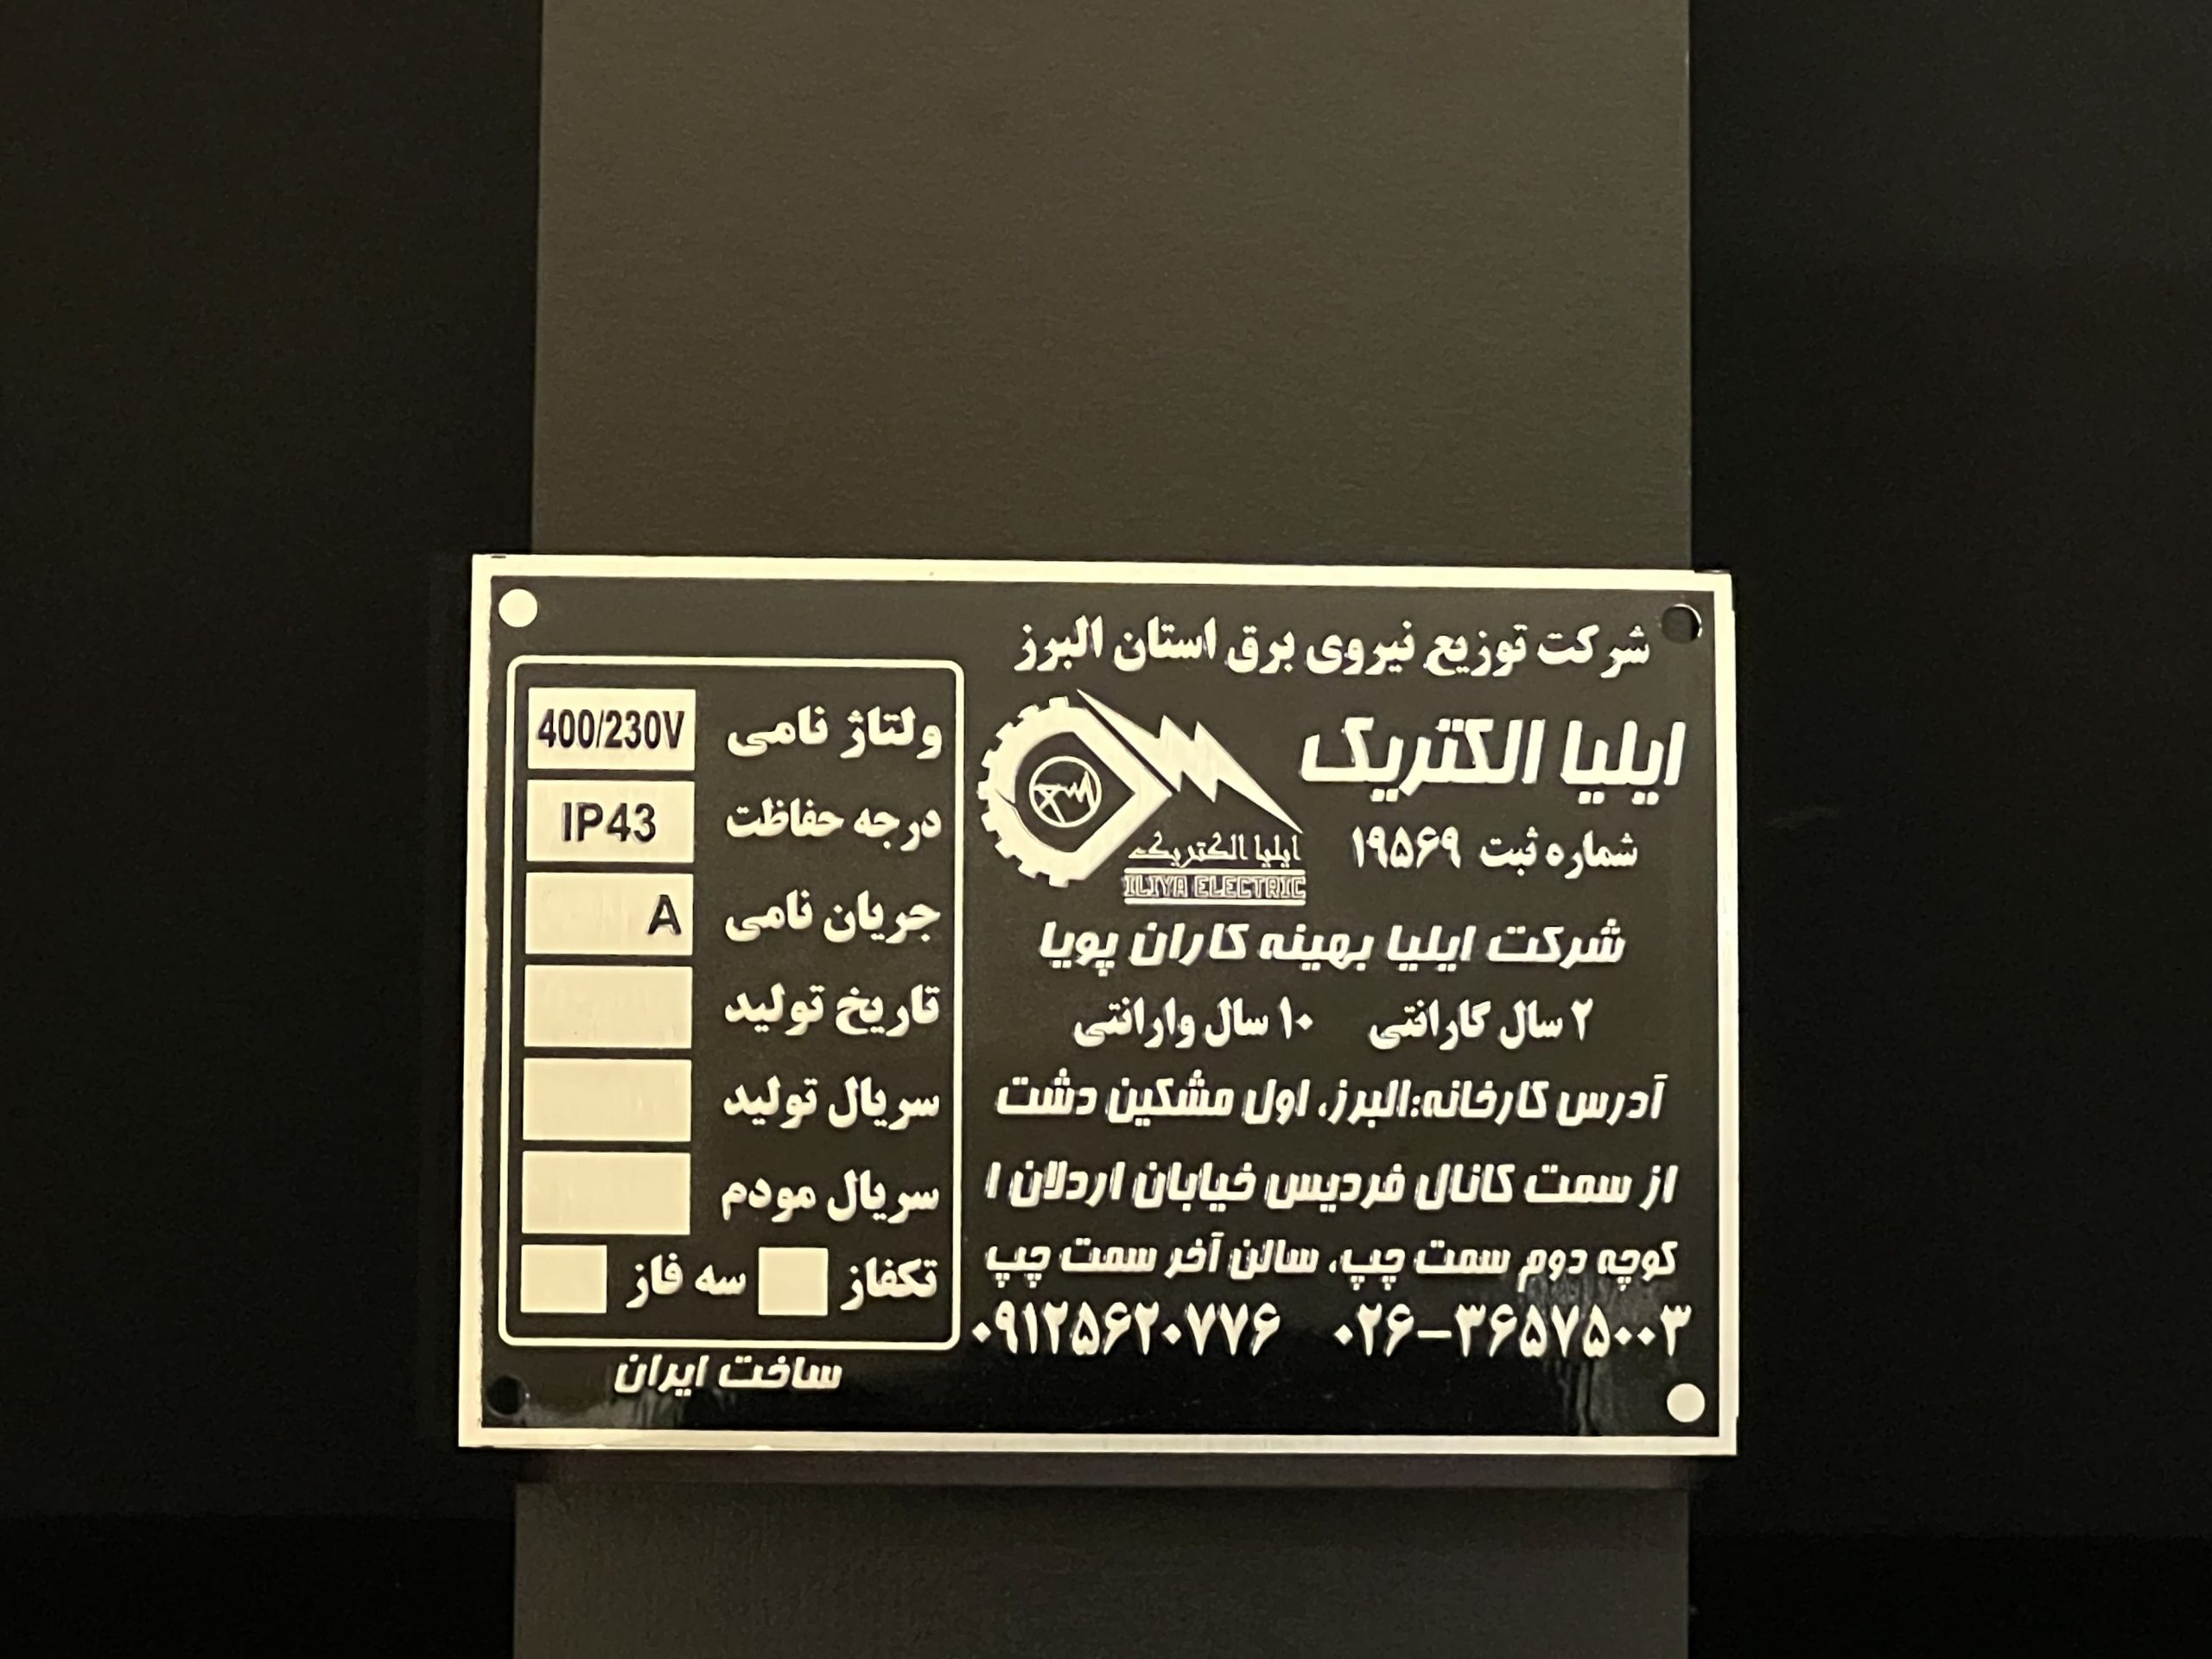 شرکت توزیع نیروی برق استان البرز
ایلیا الکتریک
شماره ثبت ۱۹۵۶۹
ایلیا الکتریک
ILIYA ELECTRIC
شرکت ایلیا بهینه کاران پویا
۲ سال گارانتی ۱۰ سال وارانتی
آدرس کارخانه:البرز، اول مشکین دشت
از سمت کانال فردیس خیابان اردلان ۱
کوچه دوم سمت چپ، سالن آخر سمت چپ
۰۲۶-۳۶۵۷۵۰۰۳ ۰۹۱۲۵۶۲۰۷۷۶
ولتاژ نامی 400/230V
درجه حفاظت IP43
جریان نامی A
تاریخ تولید
سریال تولید
سریال مودم
تکفاز سه فاز
ساخت ایران